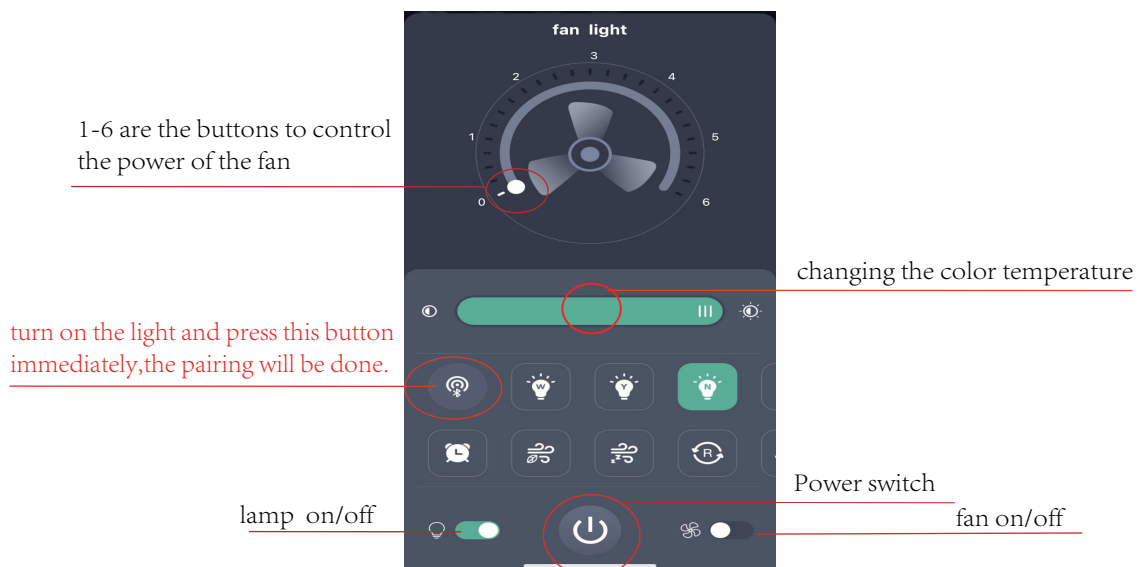 fan light
3
2
4
1-6 are the buttons to control
the power of the fan
1
5
0
6
changing the color temperature
turn on the light and press this button
immediately,the pairing will be done.
W
Y
N
R
z z z
Power switch
lamp on/off
fan on/off